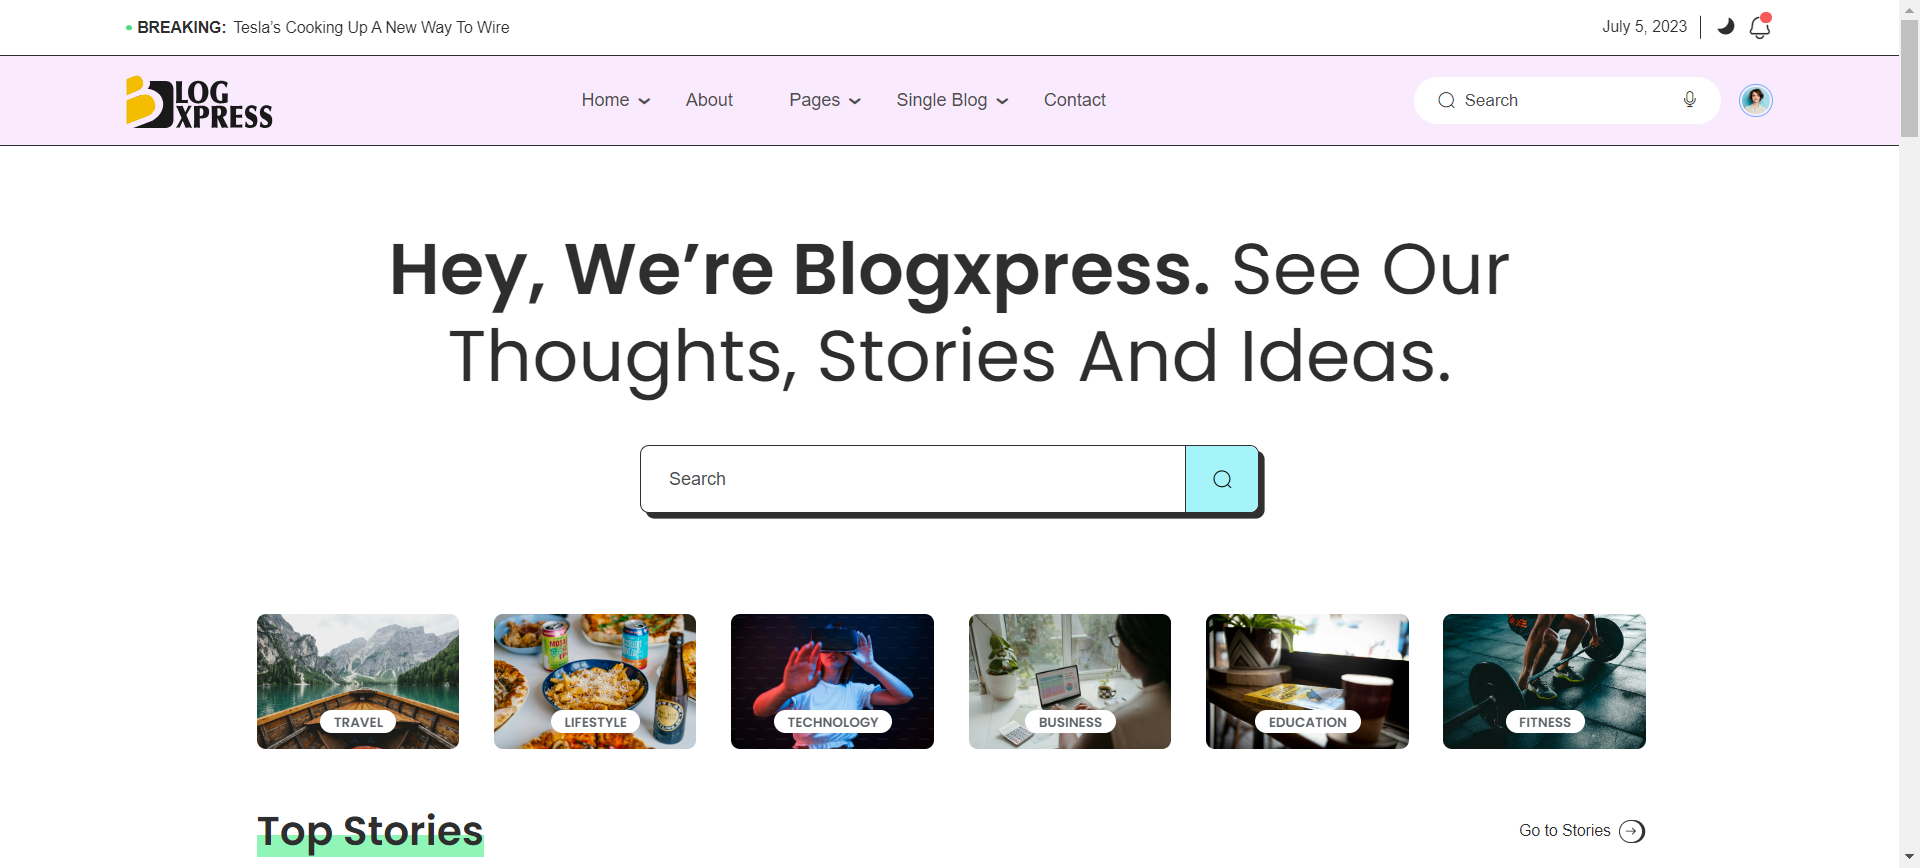 BREAKING: Tesla’s Cooking Up A New Way To Wire
July 5, 2023
BLOG
XPRESS
Home
About
Pages
Single Blog
Contact
Search
Hey, We’re Blogxpress. See Our
Thoughts, Stories And Ideas.
Search
TRAVEL
LIFESTYLE
TECHNOLOGY
BUSINESS
EDUCATION
FITNESS
Top Stories
Go to Stories